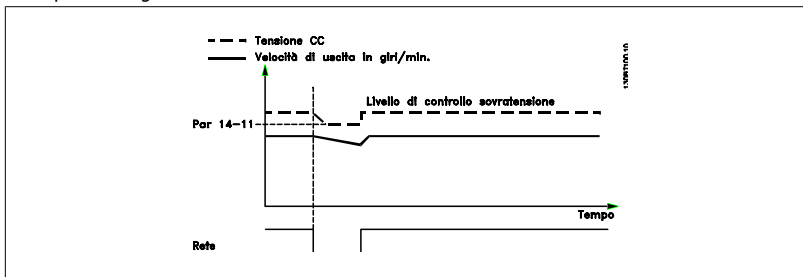 Tensione CC
Velocità di uscita in giri/min.
Livello di controllo sovratensione
Par 14-11
Tempo
Rete